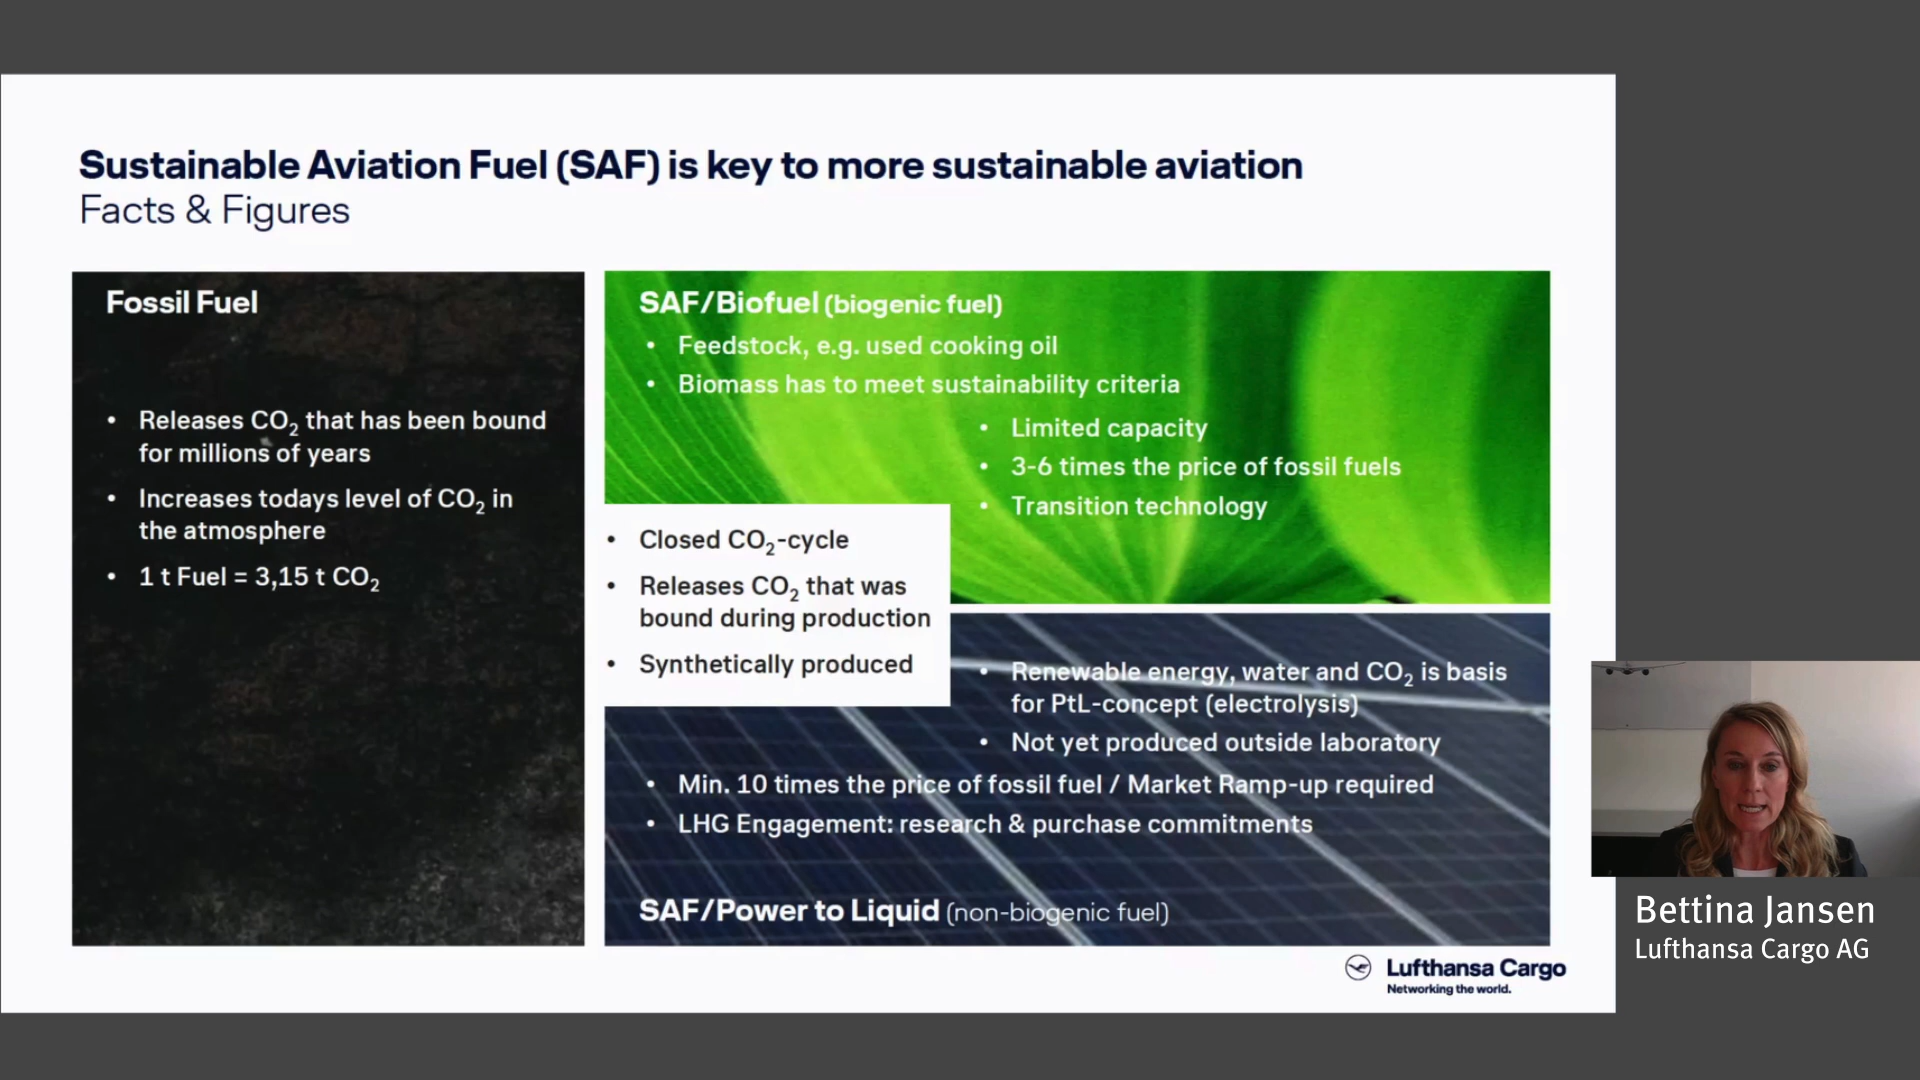 Sustainable Aviation Fuel (SAF) is key to more sustainable aviation
Facts & Figures
Fossil Fuel
• Releases CO₂ that has been bound
for millions of years
• Increases todays level of CO₂ in
the atmosphere
• 1 t Fuel = 3,15 t CO₂
SAF/Biofuel (biogenic fuel)
• Feedstock, e.g. used cooking oil
• Biomass has to meet sustainability criteria
• Limited capacity
• 3-6 times the price of fossil fuels
• Transition technology
• Closed CO₂-cycle
• Releases CO₂ that was
bound during production
• Synthetically produced
• Renewable energy, water and CO₂ is basis
for PtL-concept (electrolysis)
• Not yet produced outside laboratory
• Min. 10 times the price of fossil fuel / Market Ramp-up required
• LHG Engagement: research & purchase commitments
SAF/Power to Liquid (non-biogenic fuel)
Lufthansa Cargo
Networking the world.
Bettina Jansen
Lufthansa Cargo AG